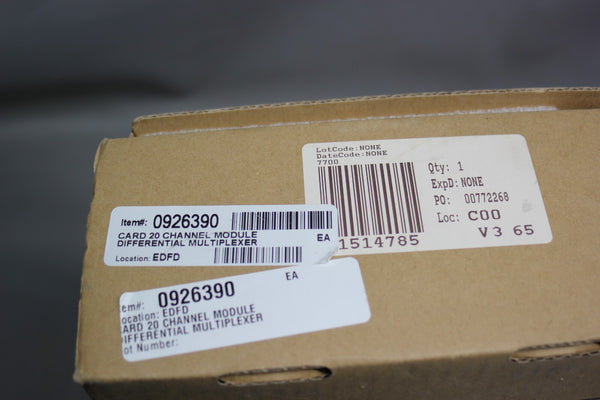 LotCode:NONE
DateCode:NONE
7700
Qty: 1
ExpD:NONE
PO: 00772268
Loc: COO
V3 65
1514785
Item#: 0926390
CARD 20 CHANNEL MODULE
DIFFERENTIAL MULTIPLEXER
EA
Location: EDFD
EA
tem#: 0926390
ocation: EDFD
ARD 20 CHANNEL MODULE
IFFERENTIAL MULTIPLEXER
ot Number: